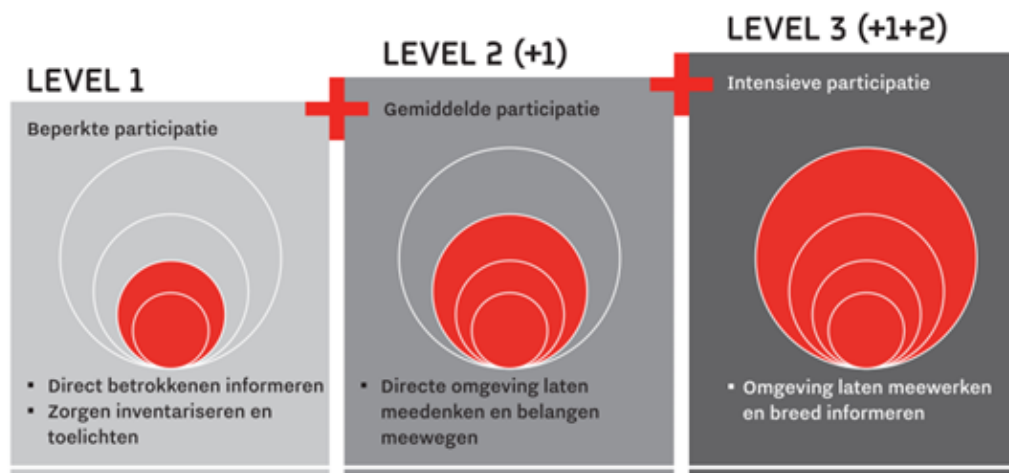 LEVEL 1
Beperkte participatie
▪ Direct betrokkenen informeren
▪ Zorgen inventariseren en
toelichten
LEVEL 2 (+1)
Gemiddelde participatie
▪ Directe omgeving laten
meedenken en belangen
meewegen
LEVEL 3 (+1+2)
Intensieve participatie
▪ Omgeving laten meewerken
en breed informeren